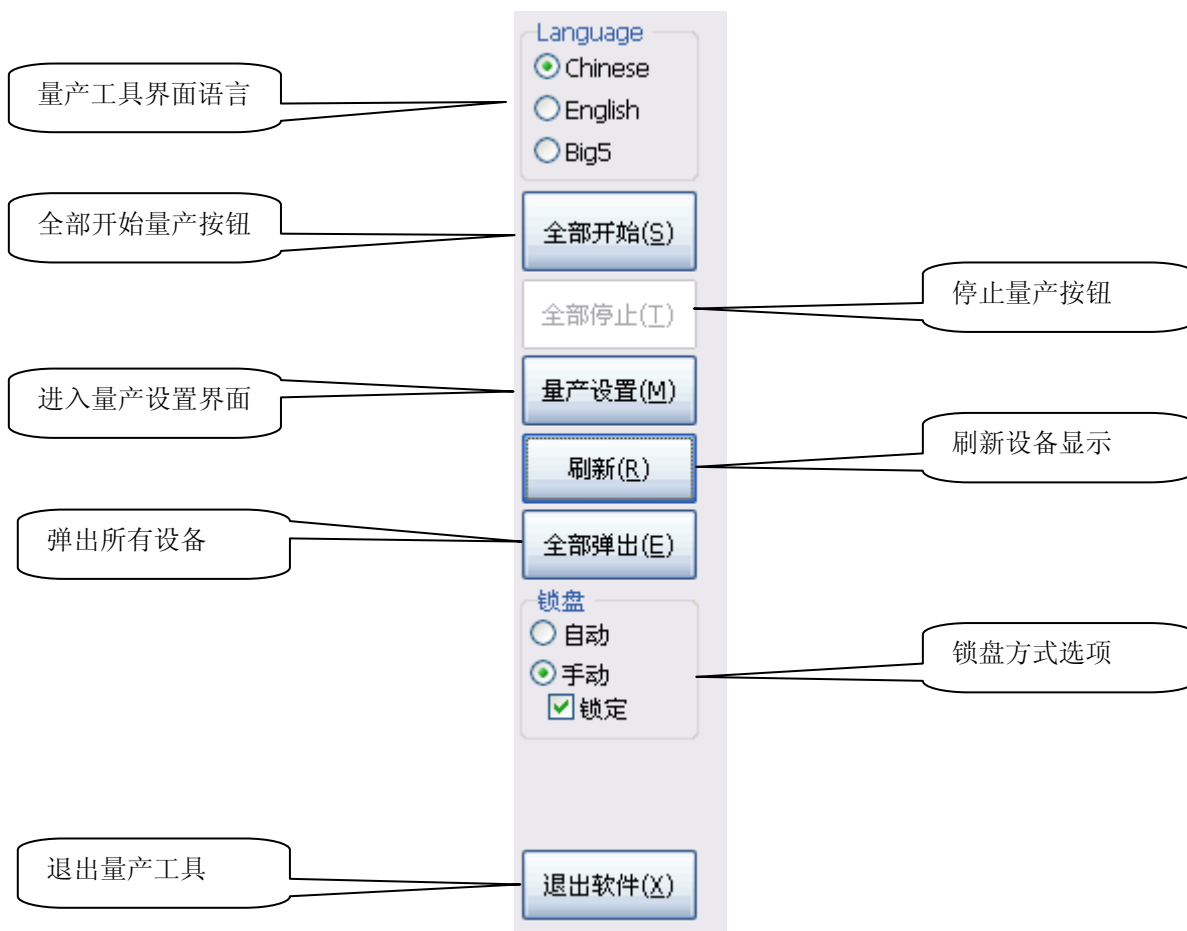 Language
Chinese
量产工具界面语言
English
Big5
全部开始量产按钮
全部开始(S)
停止量产按钮
全部停止(T)
进入量产设置界面
量产设置(M)
刷新设备显示
刷新(R)
弹出所有设备
全部弹出(E)
锁盘
自动
锁盘方式选项
手动
锁定
退出量产工具
退出软件(X)